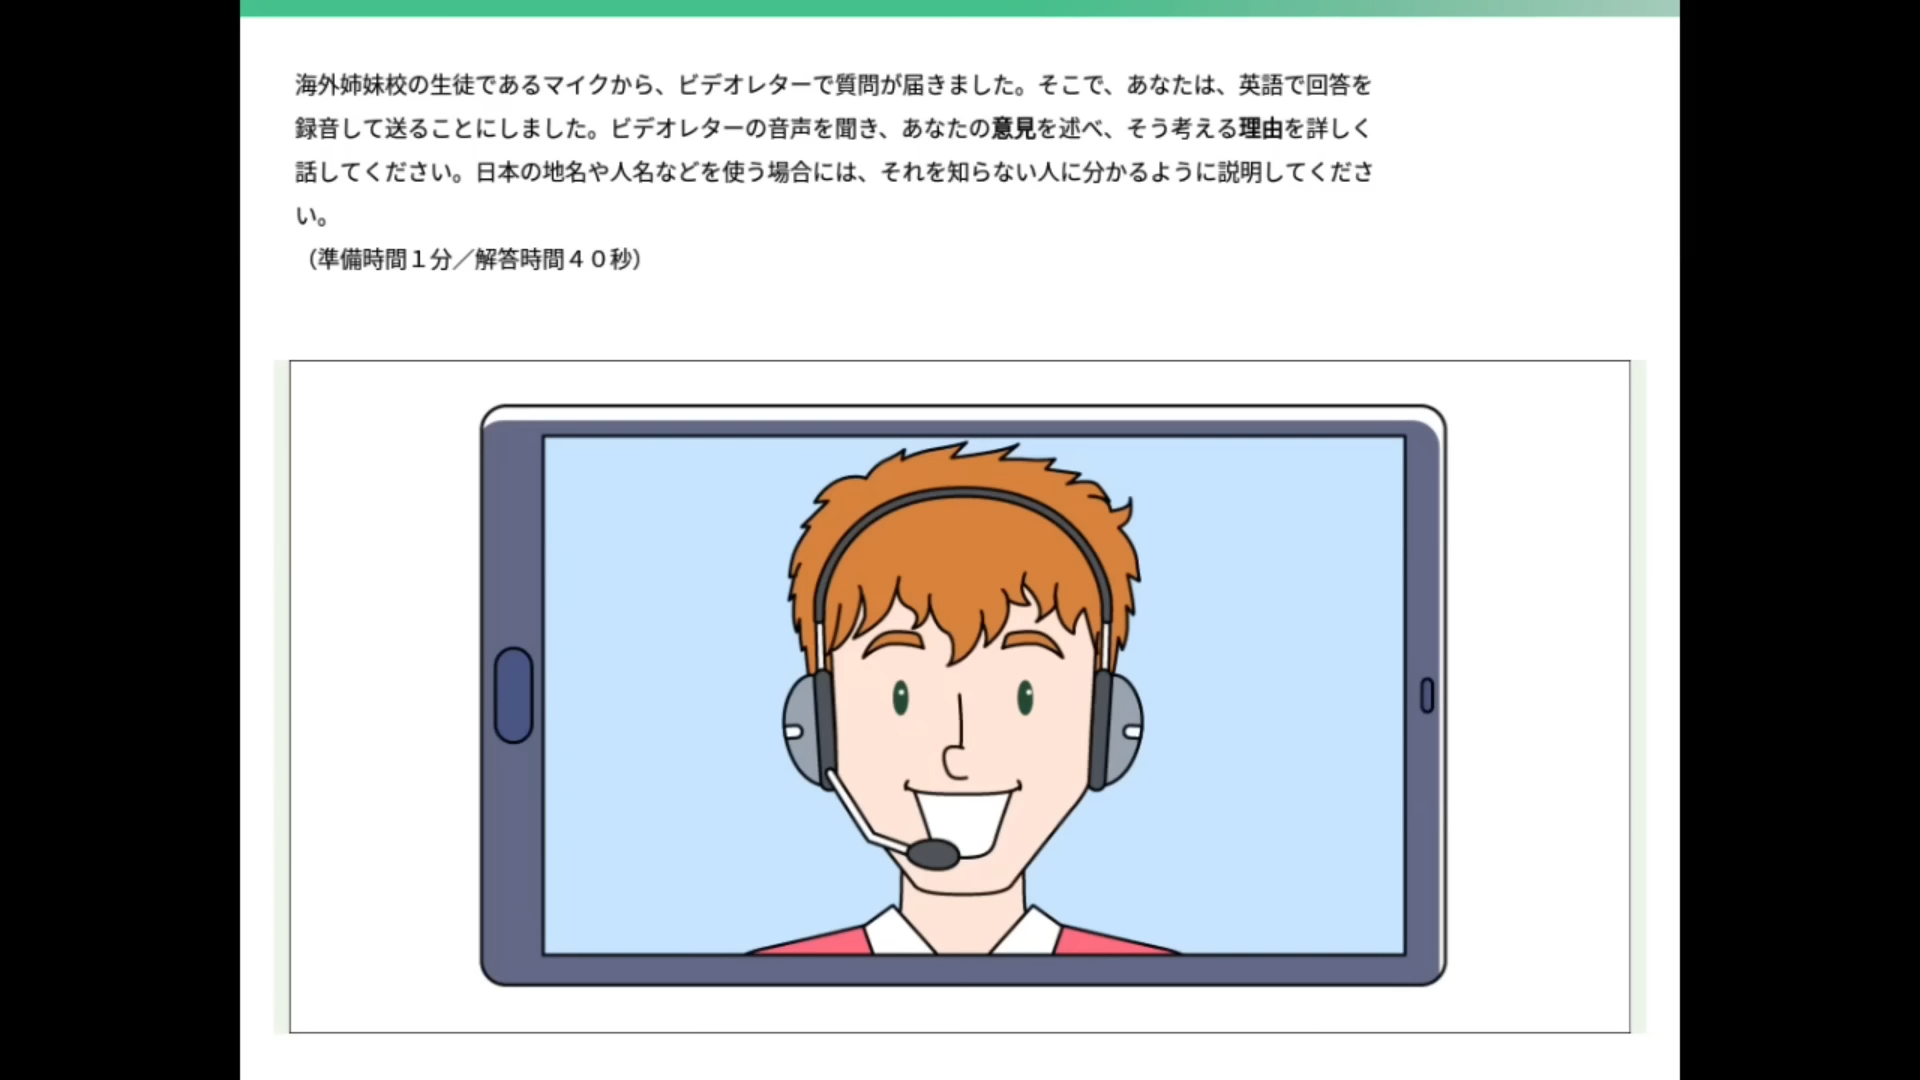 海外姉妹校の生徒であるマイクから、ビデオレターで質問が届きました。そこで、あなたは、英語で回答を
録音して送ることにしました。ビデオレターの音声を聞き、あなたの意見を述べ、そう考える理由を詳しく
話してください。日本の地名や人名などを使う場合には、それを知らない人に分かるように説明してくださ
い。
（準備時間１分／解答時間４０秒）